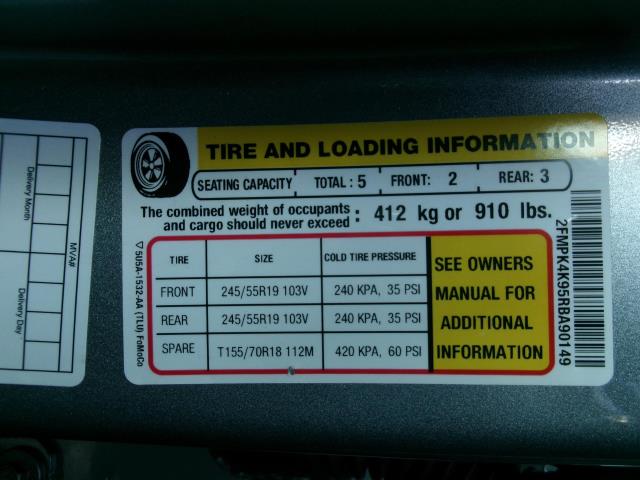 TIRE AND LOADING INFORMATION
SEATING CAPACITY TOTAL : 5 FRONT: 2 REAR: 3
The combined weight of occupants
and cargo should never exceed : 412 kg or 910 lbs.
TIRE SIZE COLD TIRE PRESSURE
FRONT 245/55R19 103V 240 KPA, 35 PSI
REAR 245/55R19 103V 240 KPA, 35 PSI
SPARE T155/70R18 112M 420 KPA, 60 PSI
SEE OWNERS
MANUAL FOR
ADDITIONAL
INFORMATION
5U5A-1532-AA (TLU) FoMoCo
2FMPK4K95RBA90149
MVA#
Delivery Month
Delivery Day